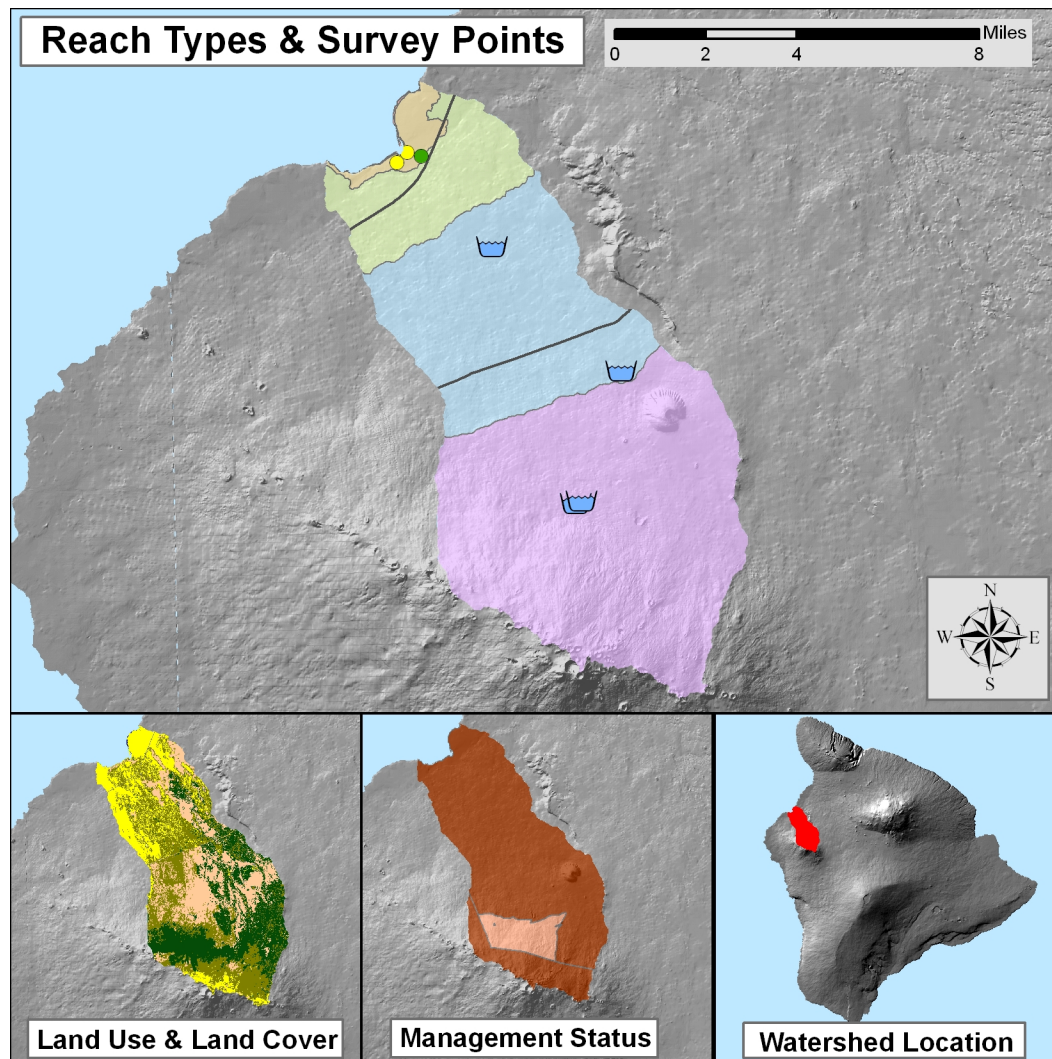 Reach Types & Survey Points
Miles
0 2 4 8
N
W E
S
Land Use & Land Cover
Management Status
Watershed Location